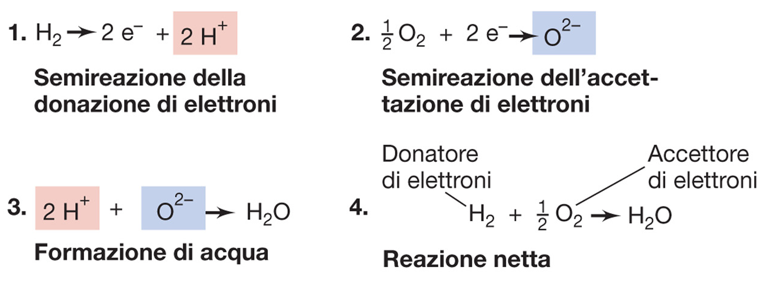 1. H₂ → 2 e⁻ + 2 H⁺
Semireazione della
donazione di elettroni
2. ½ O₂ + 2 e⁻ → O²⁻
Semireazione dell'accet-
tazione di elettroni
3. 2 H⁺ + O²⁻ → H₂O
Formazione di acqua
Donatore
di elettroni
Accettore
di elettroni
4. H₂ + ½ O₂ → H₂O
Reazione netta